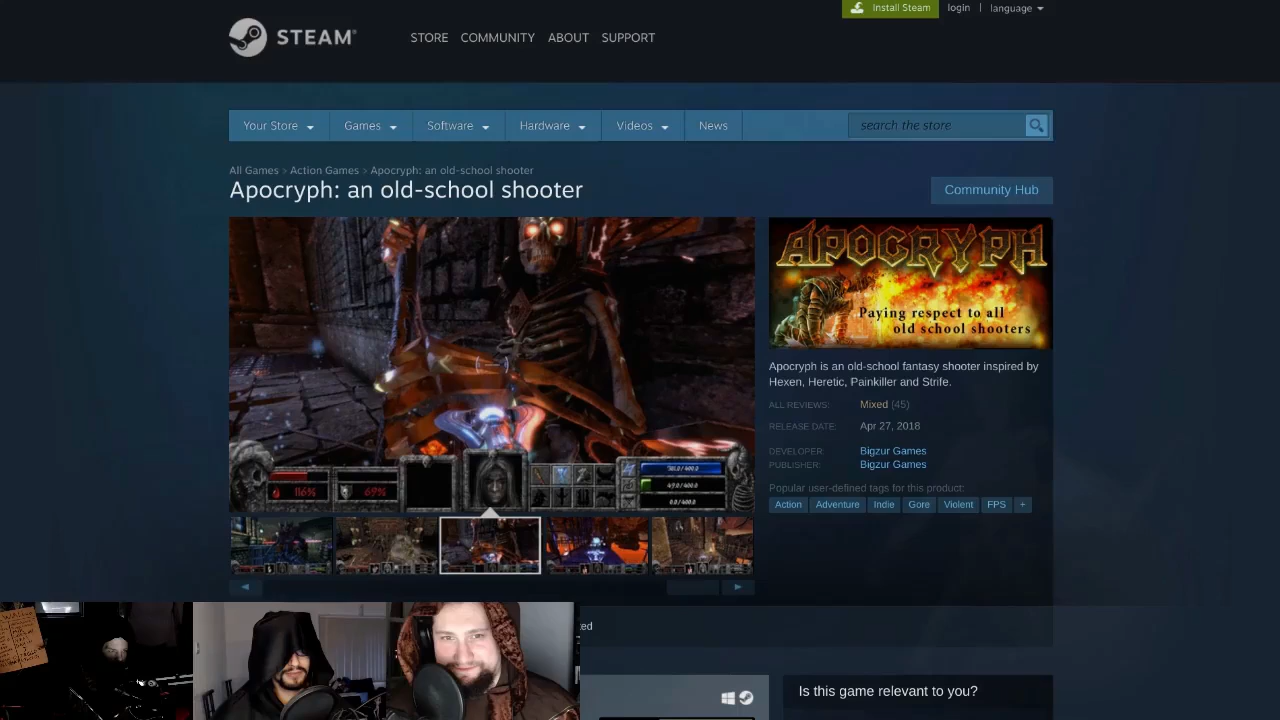 Install Steam
login
language
STEAM
STORE
COMMUNITY
ABOUT
SUPPORT
Your Store
Games
Software
Hardware
Videos
News
search the store
All Games > Action Games > Apocryph: an old-school shooter
Apocryph: an old-school shooter
Community Hub
APOCRYPH
Paying respect to all
old school shooters
Apocryph is an old-school fantasy shooter inspired by
Hexen, Heretic, Painkiller and Strife.
ALL REVIEWS: Mixed (45)
RELEASE DATE: Apr 27, 2018
DEVELOPER: Bigzur Games
PUBLISHER: Bigzur Games
Popular user-defined tags for this product:
Action Adventure Indie Gore Violent FPS +
116%
69%
ed
Is this game relevant to you?